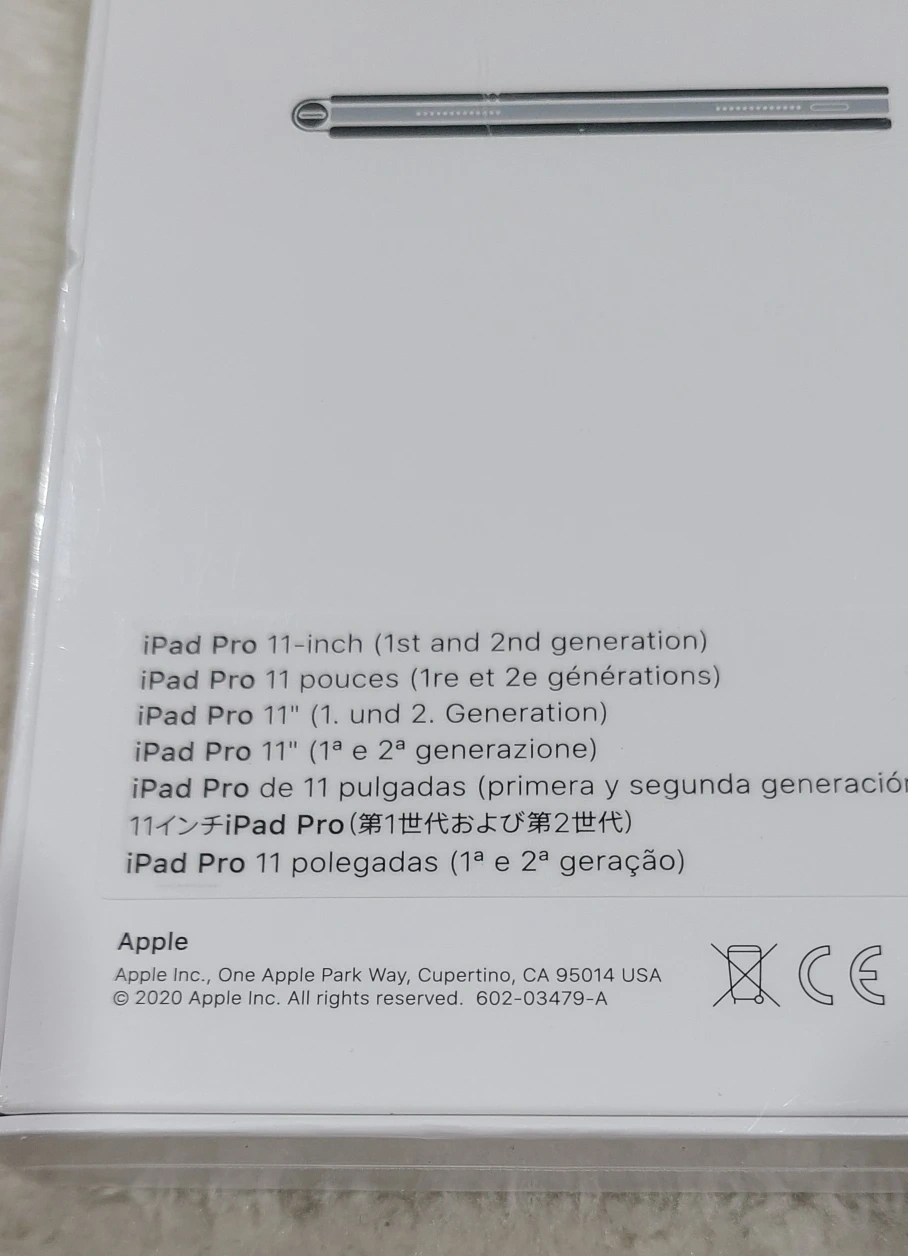 iPad Pro 11-inch (1st and 2nd generation)
iPad Pro 11 pouces (1re et 2e générations)
iPad Pro 11" (1. und 2. Generation)
iPad Pro 11" (1ª e 2ª generazione)
iPad Pro de 11 pulgadas (primera y segunda generación
11インチiPad Pro(第1世代および第2世代)
iPad Pro 11 polegadas (1ª e 2ª geração)
Apple
Apple Inc., One Apple Park Way, Cupertino, CA 95014 USA
© 2020 Apple Inc. All rights reserved. 602-03479-A
CE